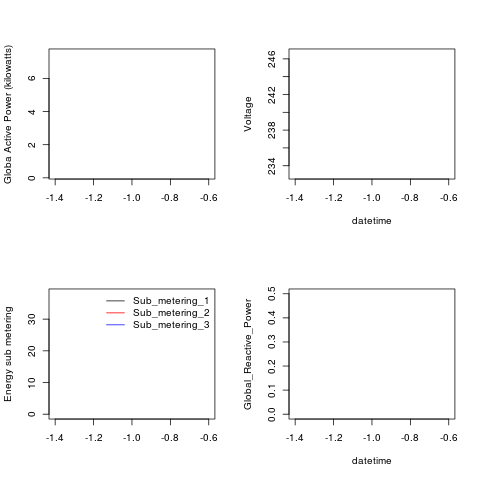 Globa Active Power (kilowatts)
0 2 4 6
-1.4 -1.2 -1.0 -0.8 -0.6
Voltage
234 238 242 246
-1.4 -1.2 -1.0 -0.8 -0.6
datetime
Energy sub metering
0 10 20 30
Sub_metering_1
Sub_metering_2
Sub_metering_3
-1.4 -1.2 -1.0 -0.8 -0.6
Global_Reactive_Power
0.0 0.1 0.2 0.3 0.4 0.5
-1.4 -1.2 -1.0 -0.8 -0.6
datetime